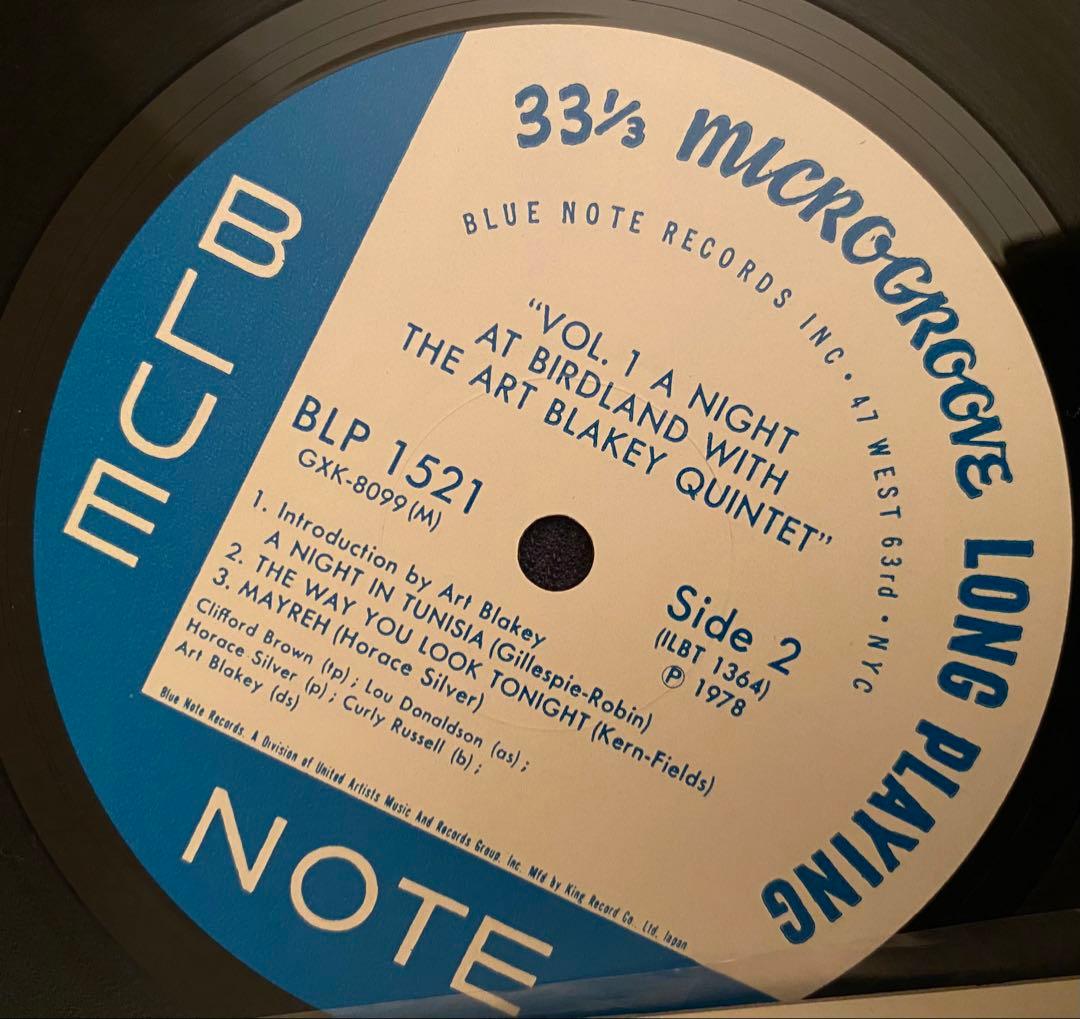 33⅓ MICROGROOVE LONG PLAYING
BLUE NOTE RECORDS INC · 47 WEST 63rd · NYC
"VOL. 1 A NIGHT
AT BIRDLAND WITH
THE ART BLAKEY QUINTET"
BLP 1521
GXK-8099(M)
Side 2
(ILBT 1364)
℗ 1978
1. Introduction by Art Blakey
A NIGHT IN TUNISIA (Gillespie-Robin)
2. THE WAY YOU LOOK TONIGHT (Kern-Fields)
3. MAYREH (Horace Silver)
Clifford Brown (tp) ; Lou Donaldson (as) ;
Horace Silver (p) ; Curly Russell (b) ;
Art Blakey (ds)
Blue Note Records. A Division of United Artists Music And Records Group. Inc. Mfd by King Record Co., Ltd. Japan
BLUE
NOTE